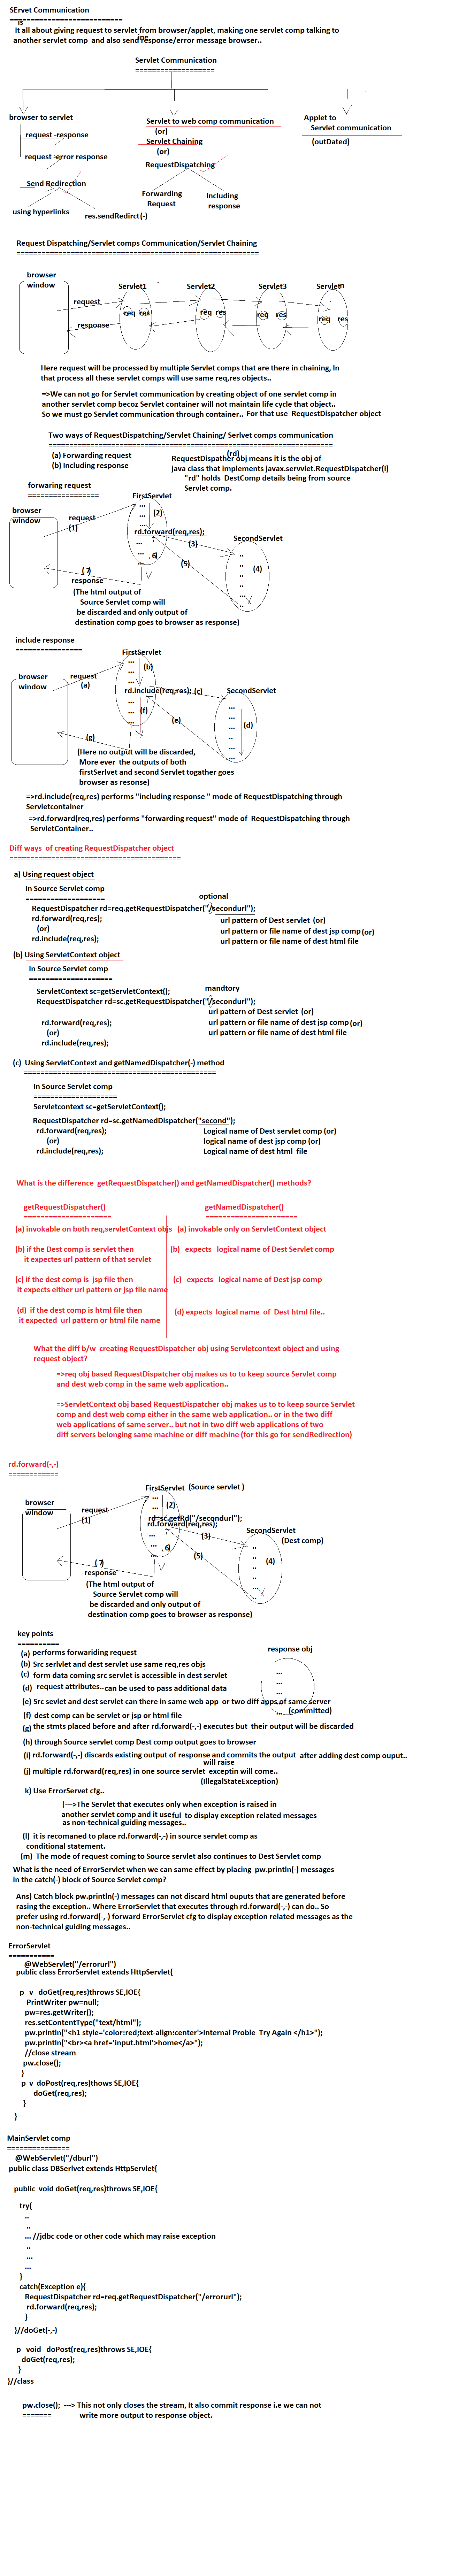 SErvet Communication
===========================
is
It all about giving request to servlet from browser/applet, making one servlet comp talking to
ing
another servlet comp and also send response/error message browser..
Servlet Communication
===================
browser to servlet
request -response
request -error response
Send Redirection
using hyperlinks
res.sendRedirct(-)
Servlet to web comp communication
(or)
Servlet Chaining
(or)
RequestDispatching
Forwarding
Request
Including
response
Applet to
Servlet communication
(outDated)
Request Dispatching/Servlet comps Communication/Servlet Chaining
==========================================================
browser
window
Servlet1
Servlet2
Servlet3
Servletn
request
req res
req res
req res
req res
response
Here request will be processed by multiple Servlet comps that are there in chaining, In
that process all these servlet comps will use same req,res objects..
=>We can not go for Servlet communication by creating object of one servlet comp in
another servlet comp becoz Servlet container will not maintain life cycle that object..
So we must go Servlet communication through container.. For that use RequestDispatcher object
Two ways of RequestDispatching/Servlet Chaining/ Serlvet comps communication
====================================================================
(a) Forwarding request
(b) Including response
(rd)
RequestDispather obj means it is the obj of
java class that implements javax.servvlet.RequestDispatcher(I)
"rd" holds DestComp details being from source
Servlet comp.
forwaring request
=================
FirstServlet
browser
window
request
(1)
...
...
...
(2)
rd.forward(req,res);
(3)
SecondServlet
...
...
...
6)
(5)
..
..
..
..
...
..
(4)
( 7)
response
(The html output of
Source Servlet comp will
be discarded and only output of
destination comp goes to browser as response)
include response
================
FirstServlet
browser
window
request
(a)
...
...
...
(b)
rd.include(req,res);
(c)
SecondServlet
...
...
...
(f)
(e)
...
...
...
..
...
...
(d)
(g)
(Here no output will be discarded,
More ever the outputs of both
firstSerlvet and second Servlet togather goes
browser as resonse)
=>rd.include(req,res) performs "including response " mode of RequestDispatching through
Servletcontainer
=>rd.forward(req,res) performs "forwarding request" mode of RequestDispatching through
ServletContainer..
Diff ways of creating RequestDispatcher object
=========================================
a) Using request object
In Source Servlet comp
===================
optional
RequestDispatcher rd=req.getRequestDispatcher("/secondurl");
rd.forward(req,res);
(or)
rd.include(req,res);
url pattern of Dest servlet (or)
url pattern or file name of dest jsp comp (or)
url pattern or file name of dest html file
(b) Using ServletContext object
In Source Servlet comp
====================
ServletContext sc=getServletContext();
mandtory
RequestDispatcher rd=sc.getRequestDispatcher("/secondurl");
url pattern of Dest servlet (or)
rd.forward(req,res);
(or)
rd.include(req,res);
url pattern or file name of dest jsp comp (or)
url pattern or file name of dest html file
(c) Using ServletContext and getNamedDispatcher(-) method
==============================================
In Source Servlet comp
====================
Servletcontext sc=getServletContext();
RequestDispatcher rd=sc.getNamedDispatcher("second");
rd.forward(req,res);
(or)
rd.include(req,res);
Logical name of Dest servlet comp (or)
logical name of dest jsp comp (or)
Logical name of dest html file
What is the difference getRequestDispatcher() and getNamedDispatcher() methods?
getRequestDispatcher()
=====================
getNamedDispatcher()
======================
(a) invokable on both req,servletContext objs
(a) invokable only on ServletContext object
(b) if the Dest comp is servlet then
it expectes url pattern of that servlet
(b) expects logical name of Dest Servlet comp
(c) if the dest comp is jsp file then
it expects either url pattern or jsp file name
(c) expects logical name of Dest jsp comp
(d) if the dest comp is html file then
it expected url pattern or html file name
(d) expects logical name of Dest html file..
What the diff b/w creating RequestDispatcher obj using Servletcontext object and using
request object?
=>req obj based RequestDispatcher obj makes us to to keep source Servlet comp
and dest web comp in the same web application..
=>ServletContext obj based RequestDispatcher obj makes us to to keep source Servlet
comp and dest web comp either in the same web application.. or in the two diff
web applications of same server.. but not in two diff web applications of two
diff servers belonging same machine or diff machine (for this go for sendRedirection)
rd.forward(-,-)
============
FirstServlet (Source servlet )
browser
window
request
(1)
...
...
(2)
rd=sc.getRd("/secondurl");
rd.forward(req,res);
(3)
SecondServlet
(Dest comp)
...
...
...
6)
(5)
..
..
..
..
...
..
(4)
( 7)
response
(The html output of
Source Servlet comp will
be discarded and only output of
destination comp goes to browser as response)
key points
==========
response obj
...
...
...
...
...
(committed)
(a) performs forwariding request
(b) Src serlvlet and dest servlet use same req,res objs
(c) form data coming src servlet is accessible in dest servlet
(d) request attributes.. can be used to passing additional data
(e) Src sevlet and dest servlet can there in same web app or two diff apps of same server
(f) dest comp can be servlet or jsp or html file
(g) the stmts placed before and after rd.forward(-,-) executes but their output will be discarded
(h) through Source servlet comp Dest comp output goes to browser
(i) rd.forward(-,-) discards existing output of response and commits the output after adding dest comp ouput..
will raise
(j) multiple rd.forward(req,res) in one source servlet exceptin will come..
(IllegalStateException)
k) Use ErrorServet cfg..
|--->The Servlet that executes only when exception is raised in
another servlet comp and it useful to display exception related messages
as non-technical guiding messages..
(l) it is recomaned to place rd.forward(-,-) in source servlet comp as
conditional statement.
(m) The mode of request coming to Source servlet also continues to Dest Servlet comp
What is the need of ErrorServlet when we can same effect by placing pw.println(-) messages
in the catch(-) block of Source Servlet comp?
Ans) Catch block pw.println(-) messages can not discard html ouputs that are generated before
rasing the exception.. Where ErrorServlet that executes through rd.forward(-,-) can do.. So
prefer using rd.forward(-,-) forward ErrorServlet cfg to display exception related messages as the
non-technical guiding messages..
ErrorServlet
===========
@WebServlet("/errorurl")
public class ErrorServlet extends HttpServlet{
p v doGet(req,res)throws SE,IOE{
PrintWriter pw=null;
pw=res.getWriter();
res.setContentType("text/html");
pw.println("<h1 style='color:red;text-align:center'>Internal Proble Try Again </h1>");
pw.println("<br><a href='input.html'>home</a>");
//close stream
pw.close();
}
p v doPost(req,res)thows SE,IOE{
doGet(req,res);
}
}
MainServlet comp
===============
@WebServlet("/dburl")
public class DBSerlvet extends HttpServlet{
public void doGet(req,res)throws SE,IOE{
try{
..
..
... //jdbc code or other code which may raise exception
..
...
...
}
catch(Exception e){
RequestDispatcher rd=req.getRequestDispatcher("/errorurl");
rd.forward(req,res);
}
}//doGet(-,-)
p void doPost(req,res)throws SE,IOE{
doGet(req,res);
}
}//class
pw.close(); ---> This not only closes the stream, It also commit response i.e we can not
======= write more output to response object.